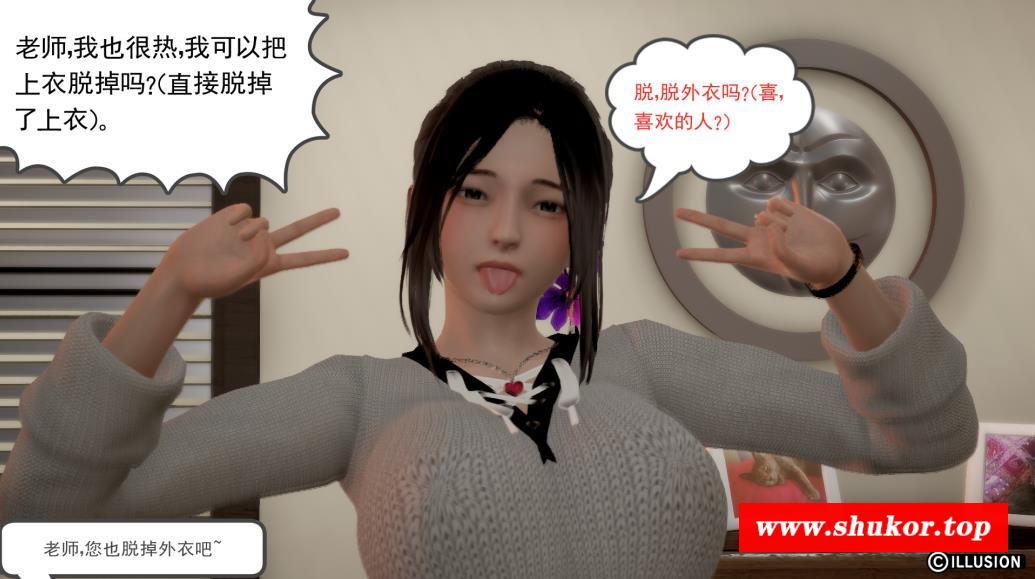 老师,我也很热,我可以把
上衣脱掉吗?(直接脱掉
了上衣)。
脱,脱外衣吗?(喜,
喜欢的人?)
老师,您也脱掉外衣吧~
www.shukor.top
©ILLUSION